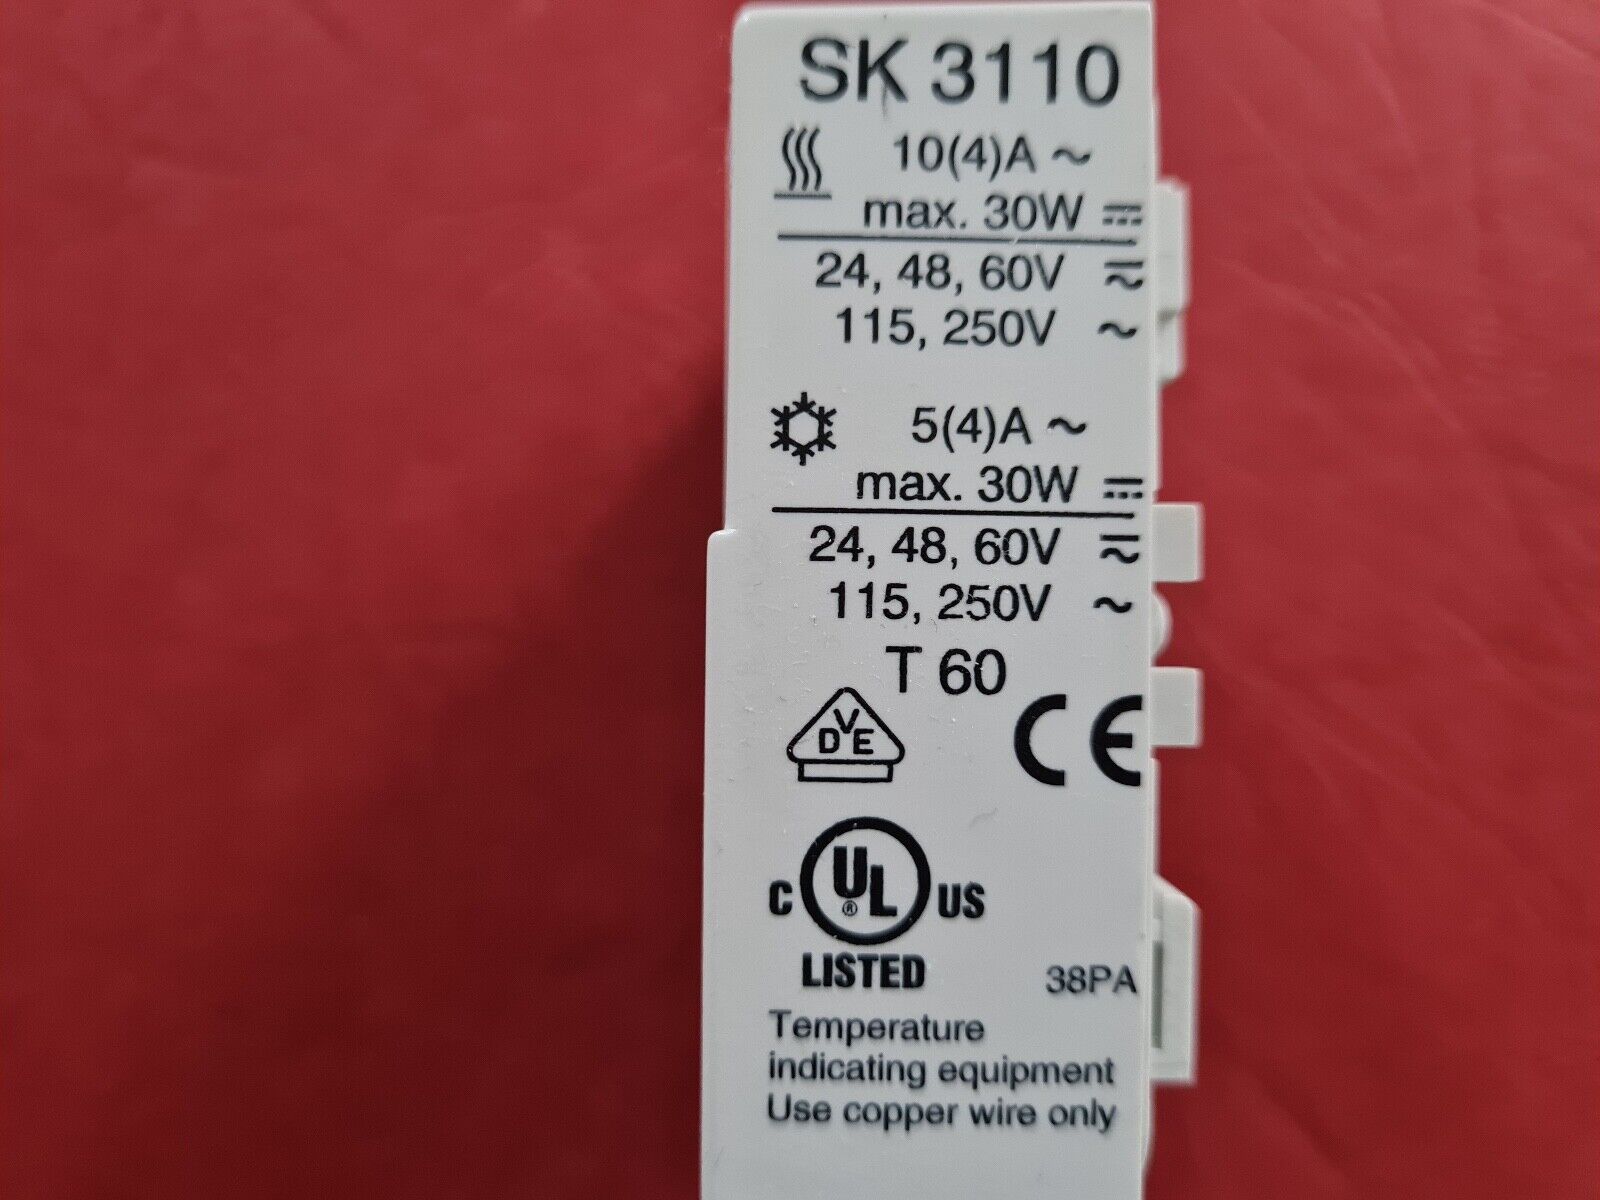 SK 3110
10(4)A ~
max. 30W ⎓
24, 48, 60V ⏦
115, 250V ~
5(4)A ~
max. 30W ⎓
24, 48, 60V ⏦
115, 250V ~
T 60
VDE CE
C UL® US
LISTED 38PA
Temperature
indicating equipment
Use copper wire only